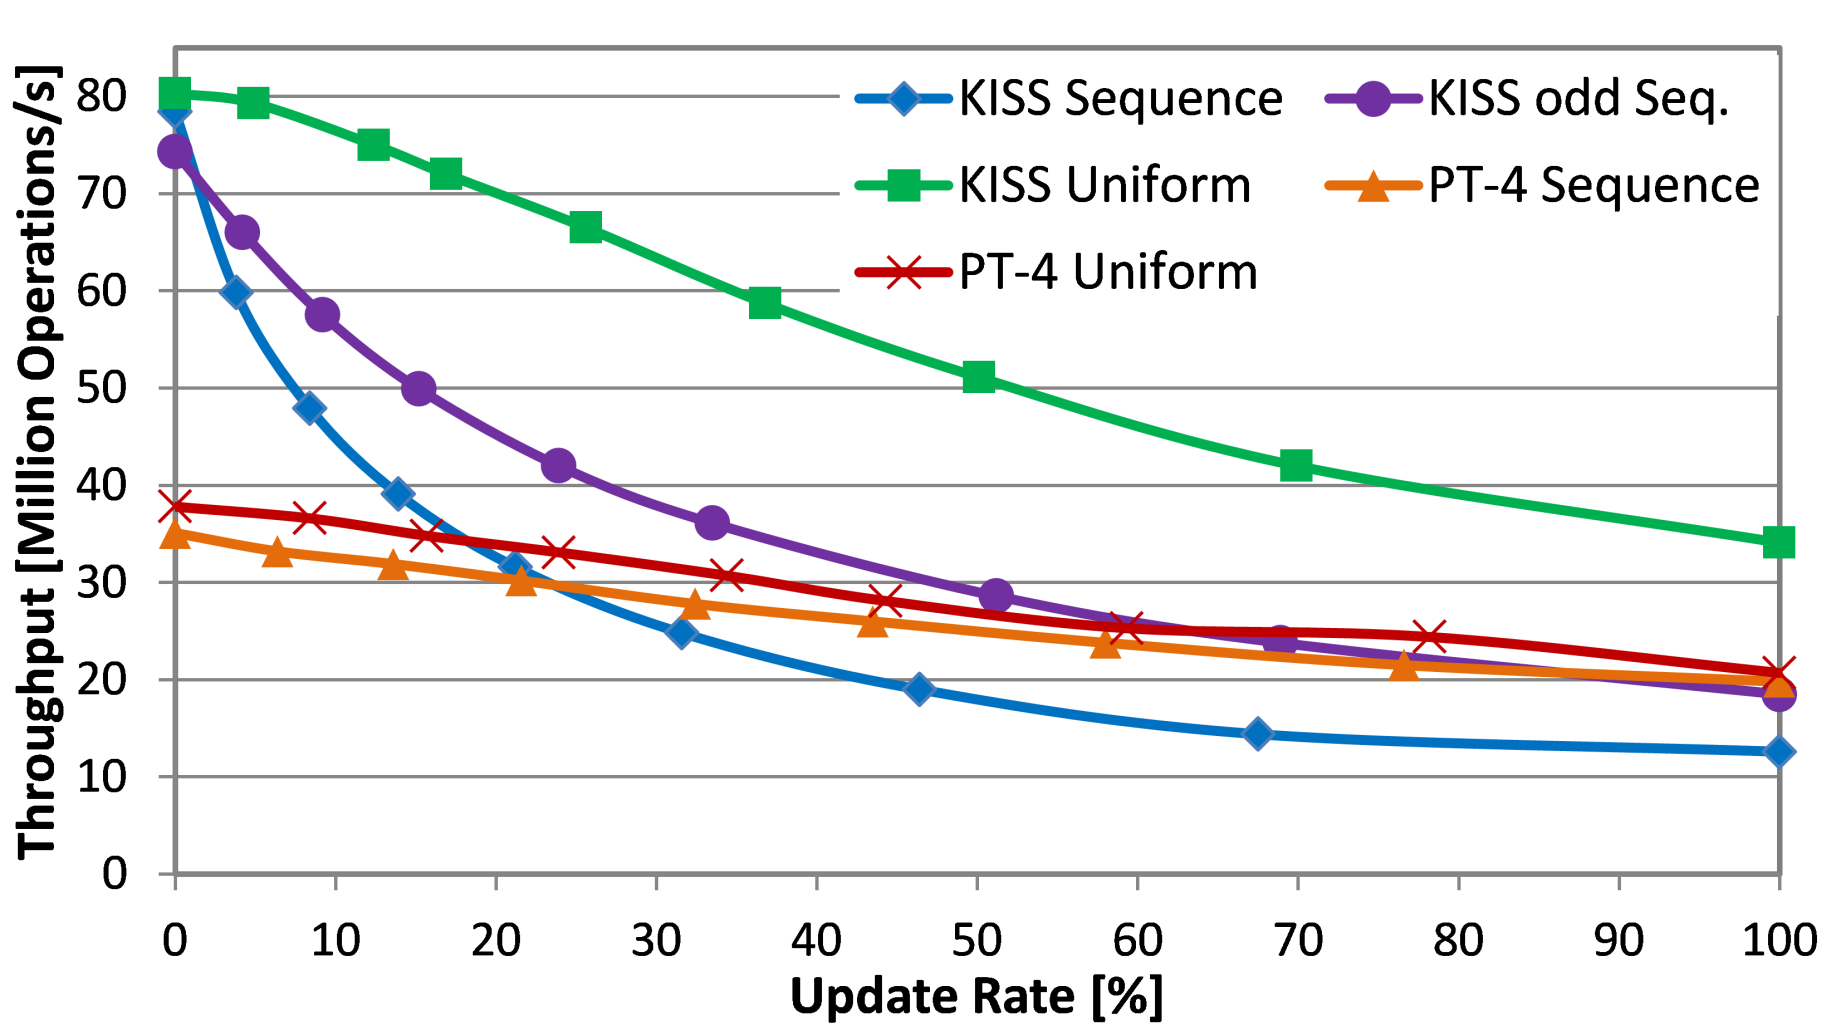 Throughput [Million Operations/s]
80
70
60
50
40
30
20
10
0
KISS Sequence
KISS odd Seq.
KISS Uniform
PT-4 Sequence
PT-4 Uniform
0 10 20 30 40 50 60 70 80 90 100
Update Rate [%]